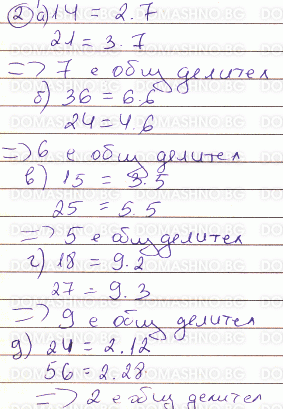 2 а) 14 = 2.7
21 = 3.7
=> 7 е общ делител
б) 36 = 6.6
24 = 4.6
=> 6 е общ делител
в) 15 = 3.5
25 = 5.5
=> 5 е общ делител
г) 18 = 9.2
27 = 9.3
=> 9 е общ делител
д) 24 = 2.12
56 = 2.28
=> 2 е общ делител